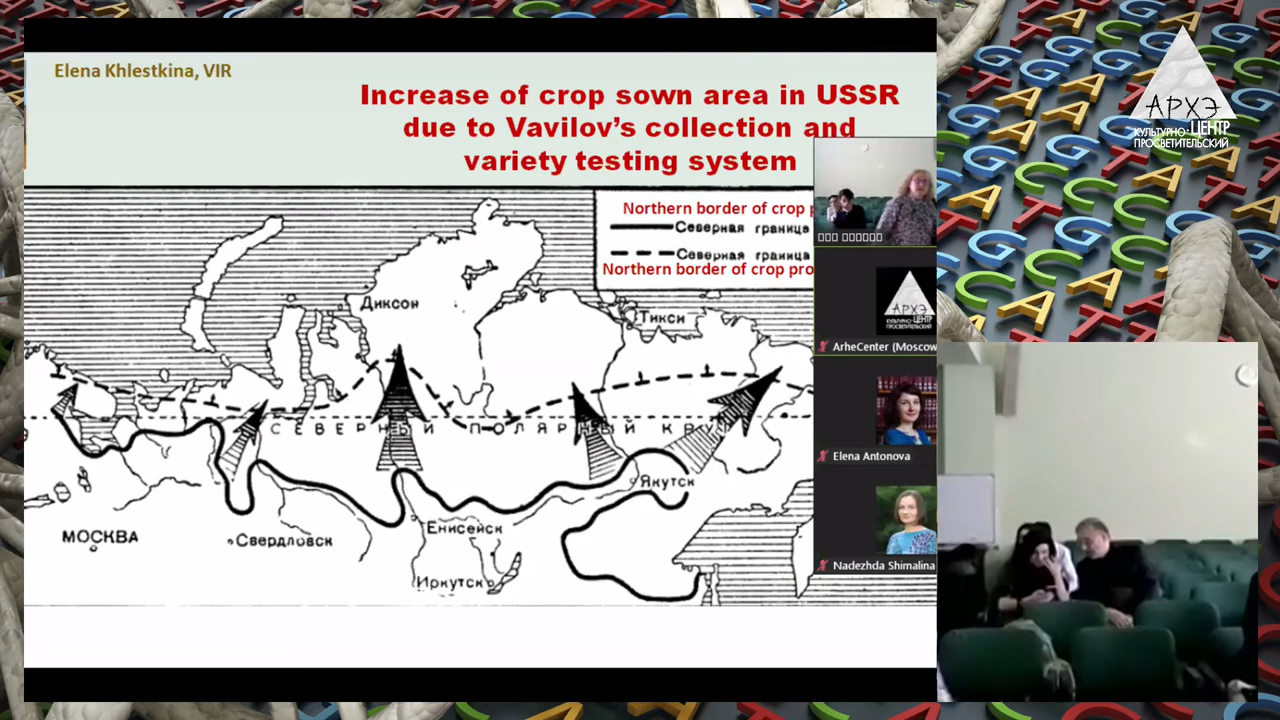 Elena Khlestkina, VIR
Increase of crop sown area in USSR
due to Vavilov's collection and
variety testing system
Northern border of crop
Северная граница
Северная граница
Northern border of crop pro
Диксон
Тикси
СЕВЕРНЫЙ ПОЛЯРНЫЙ КРУГ
Якутск
МОСКВА
Свердловск
Енисейск
Иркутск
ArheCenter (Moscow
Elena Antonova
Nadezhda Shimalina
АРХЭ
КУЛЬТУРНО-ЦЕНТР
ПРОСВЕТИТЕЛЬСКИЙ
АРХЭ
КУЛЬТУРНО-ЦЕНТР
ПРОСВЕТИТЕЛЬСКИЙ